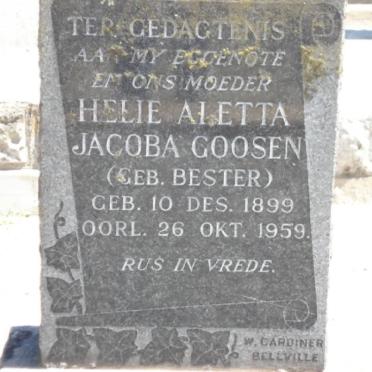 TER GEDAGTENIS
AAN MY EGGENOTE
EN ONS MOEDER
HELIE ALETTA
JACOBA GOOSEN
(GEB. BESTER)
GEB. 10 DES. 1899
OORL. 26 OKT. 1959.
RUS IN VREDE.
W. GARDINER
BELLVILLE